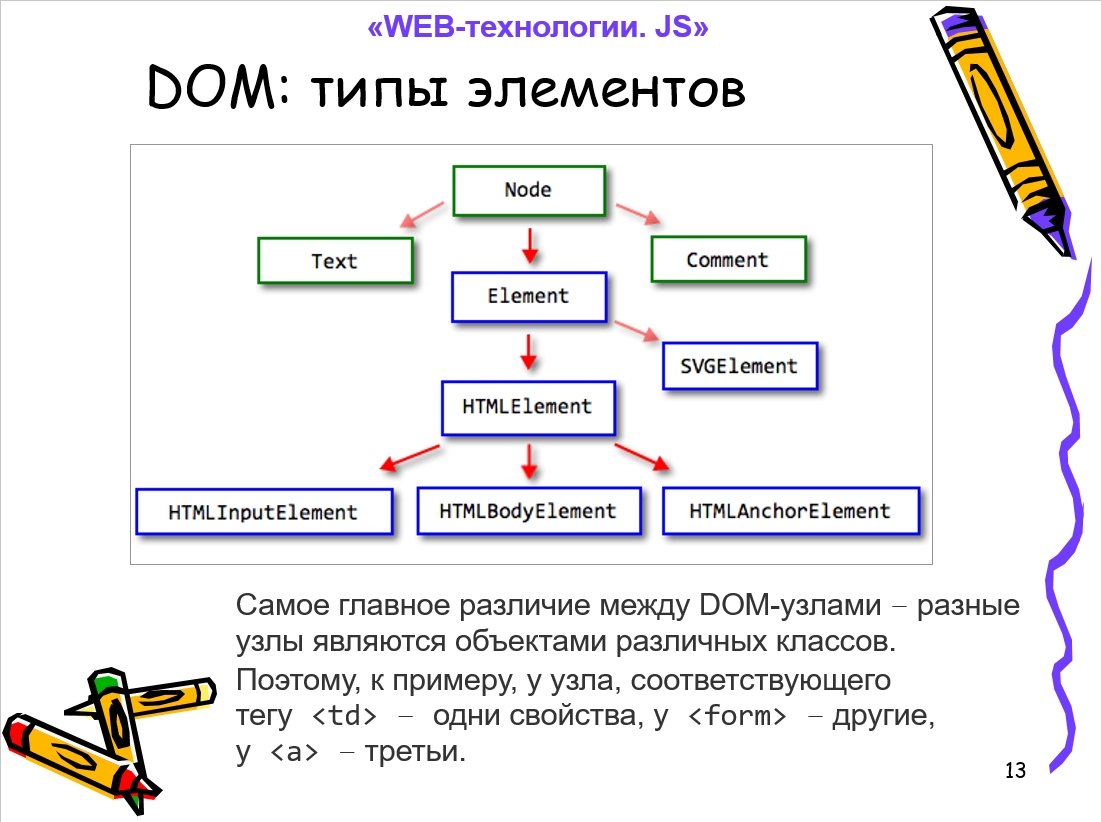 «WEB-технологии. JS»
DOM: типы элементов
Node
Text
Comment
Element
SVGElement
HTMLElement
HTMLInputElement
HTMLBodyElement
HTMLAnchorElement
Самое главное различие между DOM-узлами – разные
узлы являются объектами различных классов.
Поэтому, к примеру, у узла, соответствующего
тегу <td> – одни свойства, у <form> – другие,
у <a> – третьи.
13